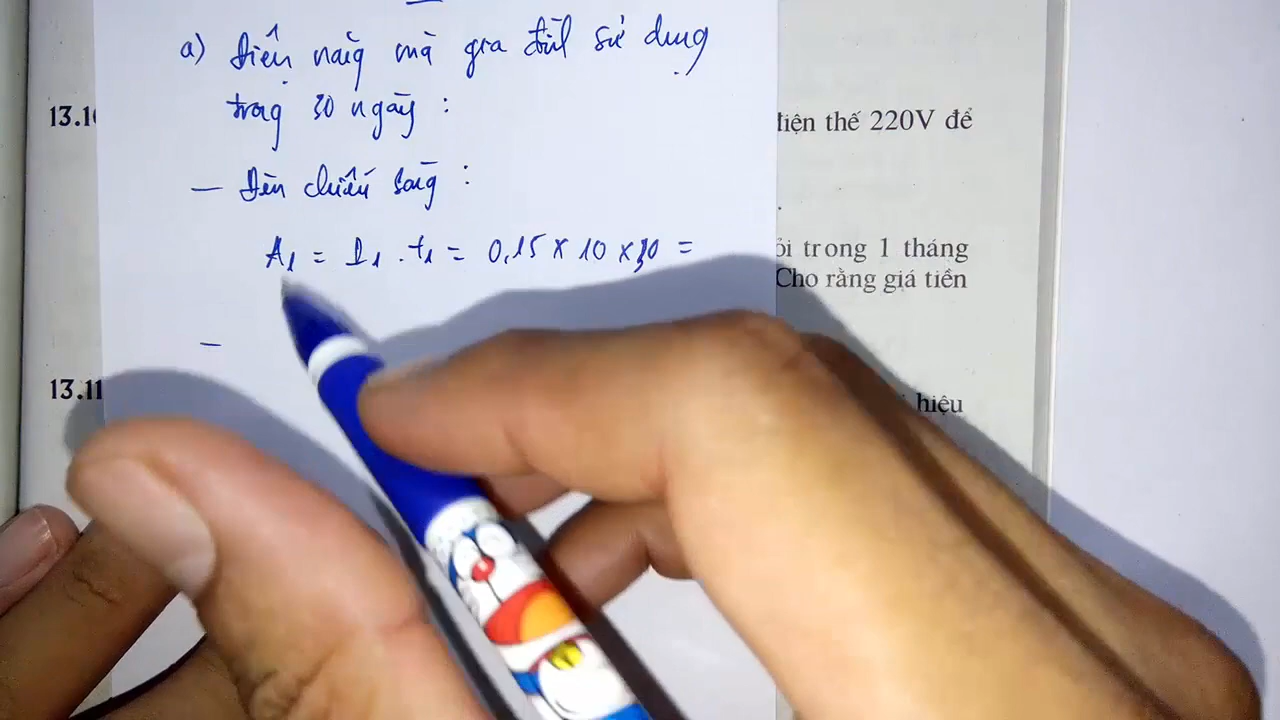 a) Điện năng mà gia đình sử dụng
trong 30 ngày :
13.1
điện thế 220V để
— Đèn chiếu sáng :
A₁ = P₁ . t₁ = 0,15 × 10 × 30 =
trong 1 tháng
Cho rằng giá tiền
–
13.11
hiệu